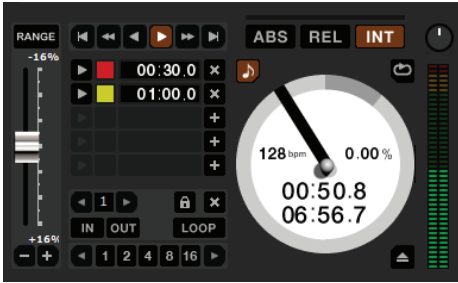 RANGE
ABS REL INT
-16%
00:30.0
01:00.0
128 bpm 0.00 %
00:50.8
06:56.7
1
IN OUT LOOP
+16%
1 2 4 8 16